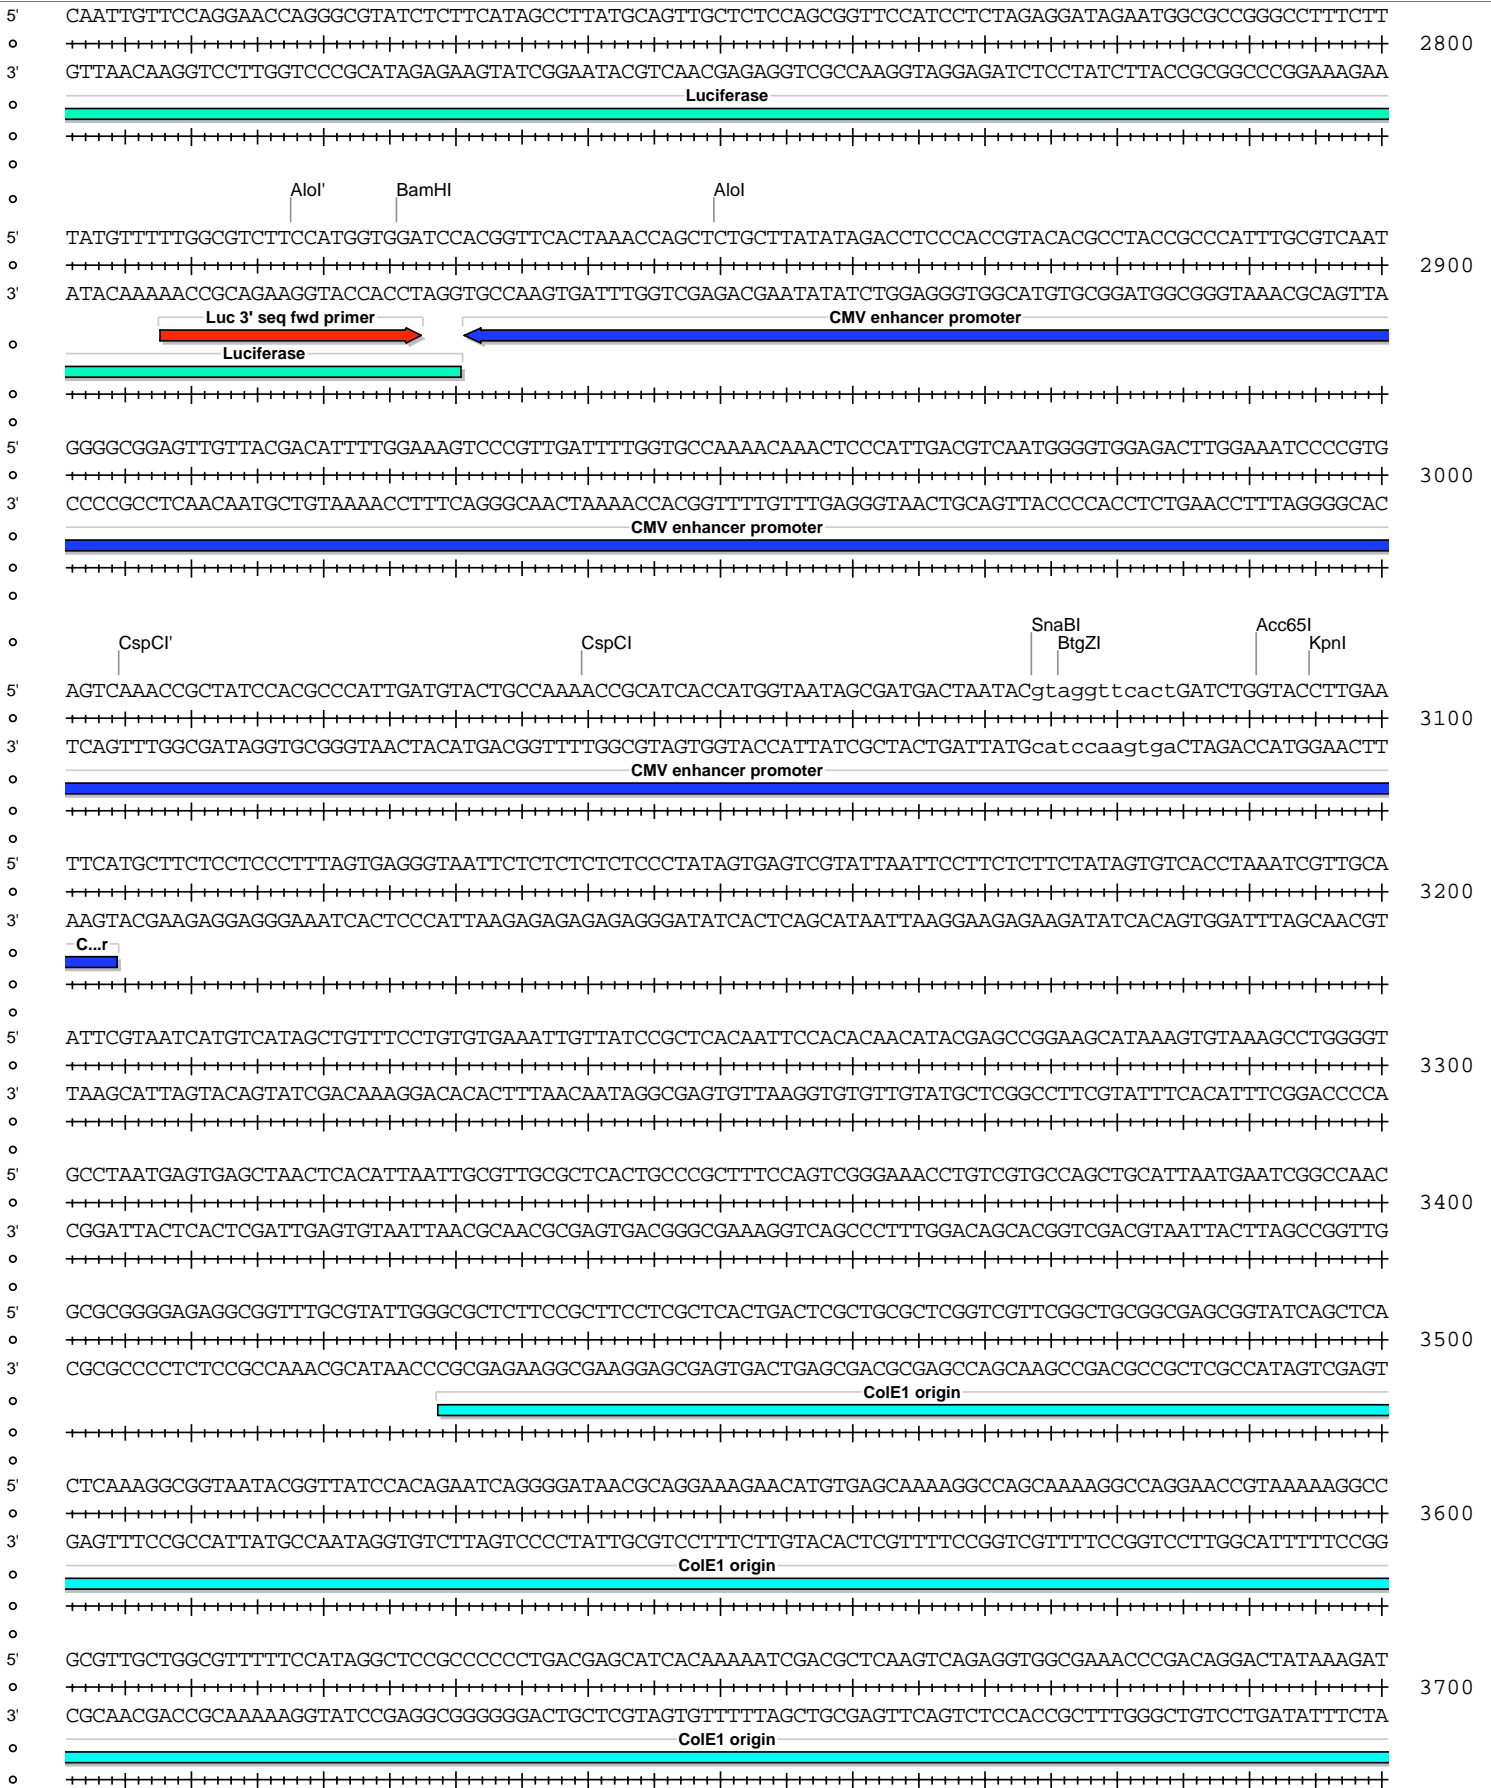 5' CAATTGTTCCAGGAACCAGGGCGTATCTCTTCATAGCCTTATGCAGTTGCTCTCCAGCGGTTCCATCCTCTAGAGGATAGAATGGCGCCGGGCCTTTCTT
2800
3' GTTAACAAGGTCCTTGGTCCCGCATAGAGAAGTATCGGAATACGTCAACGAGAGGTCGCCAAGGTAGGAGATCTCCTATCTTACCGCGGCCCGGAAAGAA
Luciferase
AloI' BamHI AloI
5' TATGTTTTTGGCGTCTTCCATGGTGGATCCACGGTTCACTAAACCAGCTCTGCTTATATAGACCTCCCACCGTACACGCCTACCGCCCATTTGCGTCAAT
2900
3' ATACAAAAACCGCAGAAGGTACCACCTAGGTGCCAAGTGATTTGGTCGAGACGAATATATCTGGAGGGTGGCATGTGCGGATGGCGGGTAAACGCAGTTA
Luc 3' seq fwd primer CMV enhancer promoter
Luciferase
5' GGGGCGGAGTTGTTACGACATTTTGGAAAGTCCCGTTGATTTTGGTGCCAAAACAAACTCCCATTGACGTCAATGGGGTGGAGACTTGGAAATCCCCGTG
3000
3' CCCCGCCTCAACAATGCTGTAAAACCTTTCAGGGCAACTAAAACCACGGTTTTGTTTGAGGGTAACTGCAGTTACCCCACCTCTGAACCTTTAGGGGCAC
CMV enhancer promoter
CspCI' CspCI SnaBI BtgZI Acc65I KpnI
5' AGTCAAACCGCTATCCACGCCCATTGATGTACTGCCAAAACCGCATCACCATGGTAATAGCGATGACTAATACgtaggttcactGATCTGGTACCTTGAA
3100
3' TCAGTTTGGCGATAGGTGCGGGTAACTACATGACGGTTTTGGCGTAGTGGTACCATTATCGCTACTGATTATGcatccaagtgaCTAGACCATGGAACTT
CMV enhancer promoter
5' TTCATGCTTCTCCTCCCTTTAGTGAGGGTAATTCTCTCTCTCTCCCTATAGTGAGTCGTATTAATTCCTTCTCTTCTATAGTGTCACCTAAATCGTTGCA
3200
3' AAGTACGAAGAGGAGGGAAATCACTCCCATTAAGAGAGAGAGAGGGATATCACTCAGCATAATTAAGGAAGAGAAGATATCACAGTGGATTTAGCAACGT
C...r
5' ATTCGTAATCATGTCATAGCTGTTTCCTGTGTGAAATTGTTATCCGCTCACAATTCCACACAACATACGAGCCGGAAGCATAAAGTGTAAAGCCTGGGGT
3300
3' TAAGCATTAGTACAGTATCGACAAAGGACACACTTTAACAATAGGCGAGTGTTAAGGTGTGTTGTATGCTCGGCCTTCGTATTTCACATTTCGGACCCCA
5' GCCTAATGAGTGAGCTAACTCACATTAATTGCGTTGCGCTCACTGCCCGCTTTCCAGTCGGGAAACCTGTCGTGCCAGCTGCATTAATGAATCGGCCAAC
3400
3' CGGATTACTCACTCGATTGAGTGTAATTAACGCAACGCGAGTGACGGGCGAAAGGTCAGCCCTTTGGACAGCACGGTCGACGTAATTACTTAGCCGGTTG
5' GCGCGGGGAGAGGCGGTTTGCGTATTGGGCGCTCTTCCGCTTCCTCGCTCACTGACTCGCTGCGCTCGGTCGTTCGGCTGCGGCGAGCGGTATCAGCTCA
3500
3' CGCGCCCCTCTCCGCCAAACGCATAACCCGCGAGAAGGCGAAGGAGCGAGTGACTGAGCGACGCGAGCCAGCAAGCCGACGCCGCTCGCCATAGTCGAGT
ColE1 origin
5' CTCAAAGGCGGTAATACGGTTATCCACAGAATCAGGGGATAACGCAGGAAAGAACATGTGAGCAAAAGGCCAGCAAAAGGCCAGGAACCGTAAAAAGGCC
3600
3' GAGTTTCCGCCATTATGCCAATAGGTGTCTTAGTCCCCTATTGCGTCCTTTCTTGTACACTCGTTTTCCGGTCGTTTTCCGGTCCTTGGCATTTTTCCGG
ColE1 origin
5' GCGTTGCTGGCGTTTTTCCATAGGCTCCGCCCCCCTGACGAGCATCACAAAAATCGACGCTCAAGTCAGAGGTGGCGAAACCCGACAGGACTATAAAGAT
3700
3' CGCAACGACCGCAAAAAGGTATCCGAGGCGGGGGGACTGCTCGTAGTGTTTTTAGCTGCGAGTTCAGTCTCCACCGCTTTGGGCTGTCCTGATATTTCTA
ColE1 origin